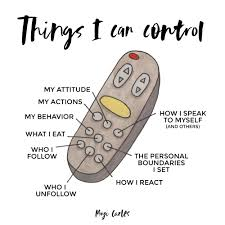 Things I can control
MY ATTITUDE
MY ACTIONS
MY BEHAVIOR
WHAT I EAT
WHO I
FOLLOW
WHO I
UNFOLLOW
HOW I SPEAK
TO MYSELF
(AND OTHERS)
THE PERSONAL
BOUNDARIES
I SET
HOW I REACT